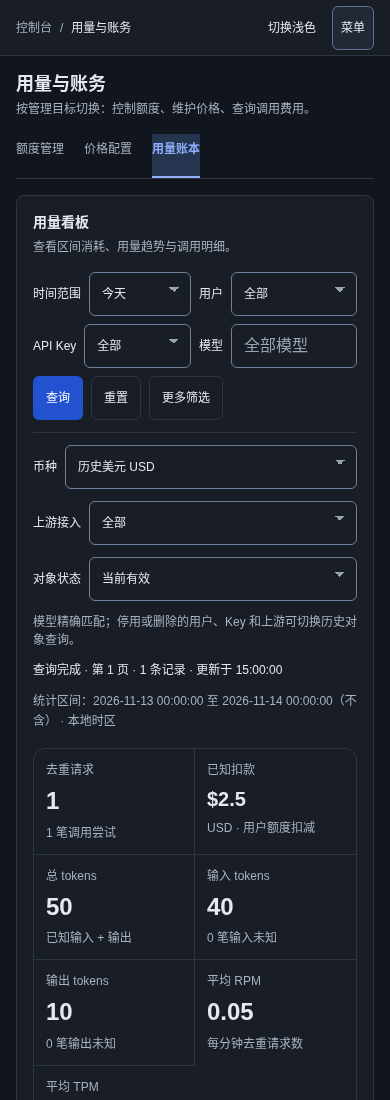 控制台 / 用量与账务 切换浅色 菜单
用量与账务
按管理目标切换：控制额度、维护价格、查询调用费用。
额度管理 价格配置 用量账本
用量看板
查看区间消耗、用量趋势与调用明细。
时间范围 今天 用户 全部
API Key 全部 模型 全部模型
查询 重置 更多筛选
币种 历史美元 USD
上游接入 全部
对象状态 当前有效
模型精确匹配；停用或删除的用户、Key 和上游可切换历史对
象查询。
查询完成 · 第 1 页 · 1 条记录 · 更新于 15:00:00
统计区间：2026-11-13 00:00:00 至 2026-11-14 00:00:00（不
含） · 本地时区
去重请求 已知扣款
1 $2.5
1 笔调用尝试 USD · 用户额度扣减
总 tokens 输入 tokens
50 40
已知输入 + 输出 0 笔输入未知
输出 tokens 平均 RPM
10 0.05
0 笔输出未知 每分钟去重请求数
平均 TPM